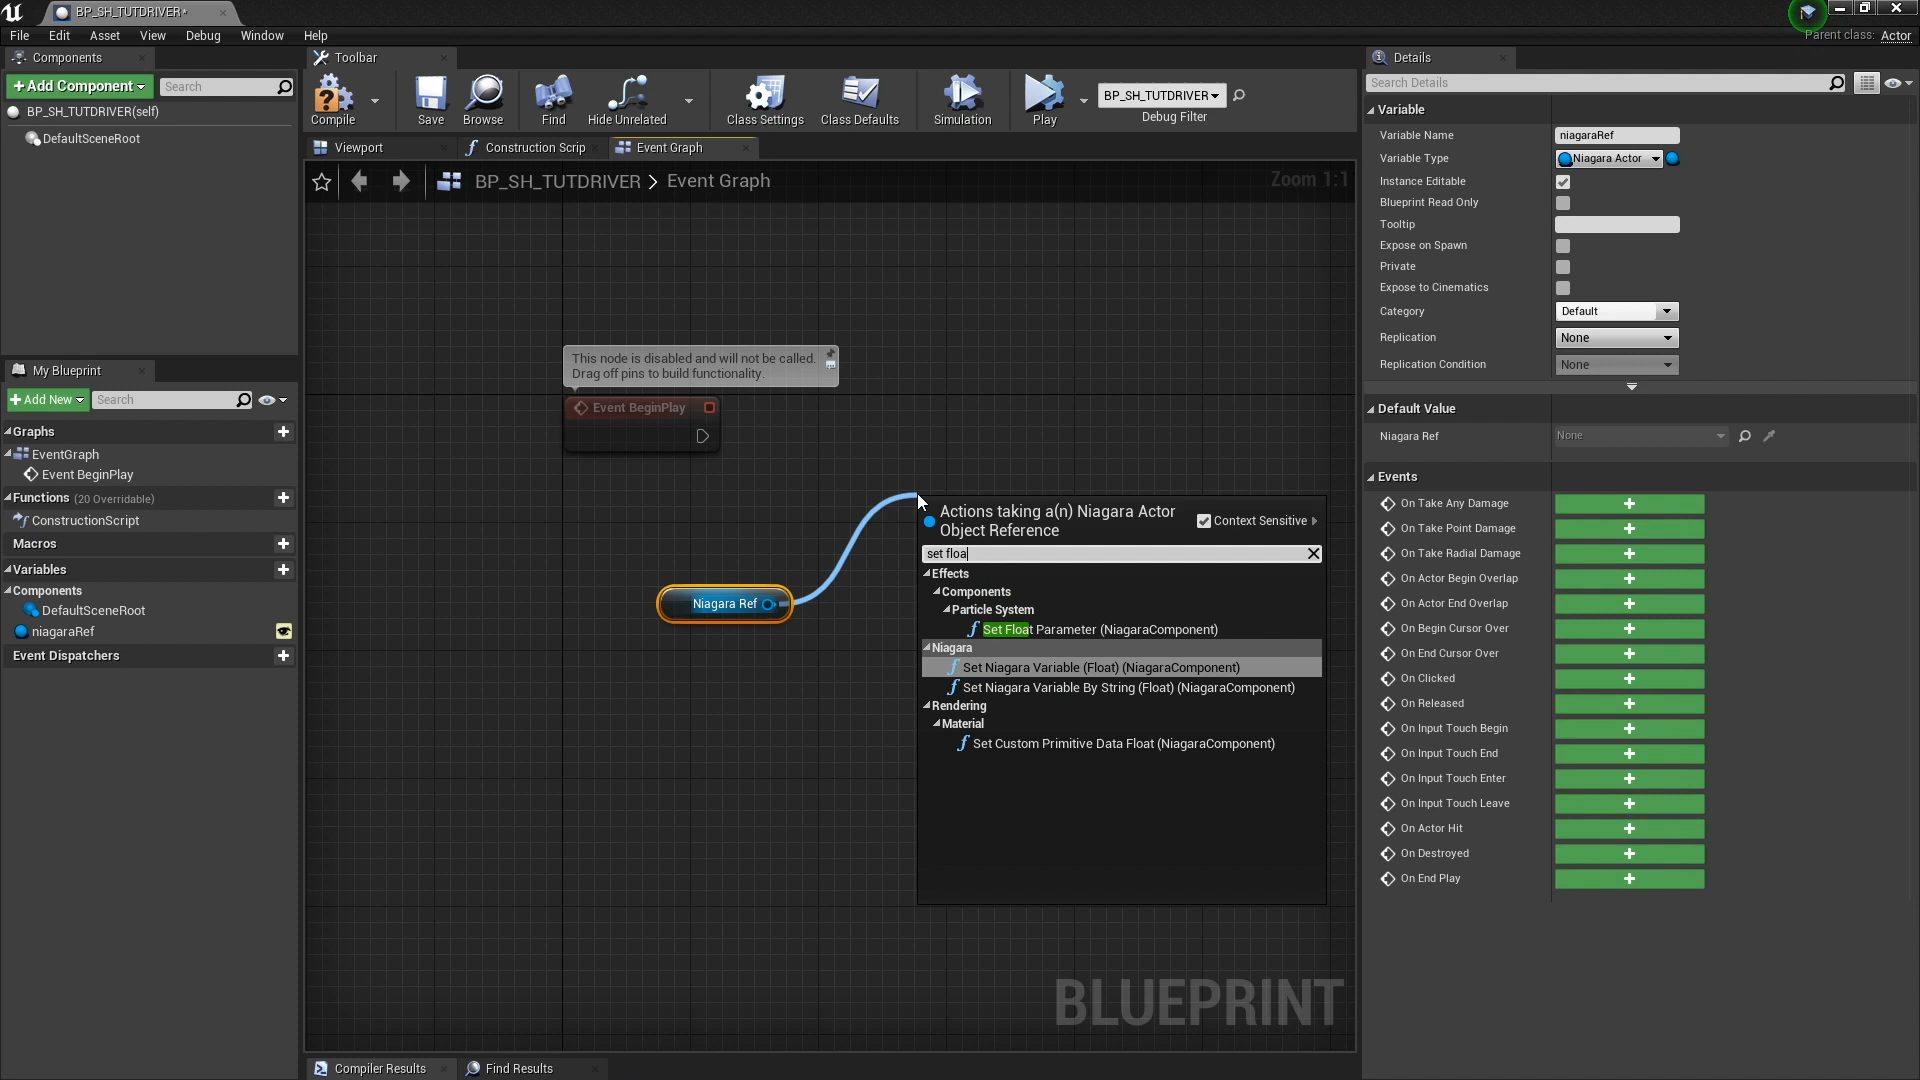 BP_SH_TUTDRIVER*
File Edit Asset View Debug Window Help
Parent class: Actor
Components
+Add Component
Search
BP_SH_TUTDRIVER(self)
DefaultSceneRoot
My Blueprint
+Add New
Search
Graphs
EventGraph
Event BeginPlay
Functions (20 Overridable)
ConstructionScript
Macros
Variables
Components
DefaultSceneRoot
niagaraRef
Event Dispatchers
Toolbar
Compile
Save
Browse
Find
Hide Unrelated
Class Settings
Class Defaults
Simulation
Play
BP_SH_TUTDRIVER
Debug Filter
Viewport
Construction Scrip
Event Graph
BP_SH_TUTDRIVER > Event Graph
Zoom 1:1
This node is disabled and will not be called.
Drag off pins to build functionality.
Event BeginPlay
Niagara Ref
Actions taking a(n) Niagara Actor
Object Reference
Context Sensitive
set floa
Effects
Components
Particle System
Set Float Parameter (NiagaraComponent)
Niagara
Set Niagara Variable (Float) (NiagaraComponent)
Set Niagara Variable By String (Float) (NiagaraComponent)
Rendering
Material
Set Custom Primitive Data Float (NiagaraComponent)
BLUEPRINT
Compiler Results
Find Results
Details
Search Details
Variable
Variable Name niagaraRef
Variable Type Niagara Actor
Instance Editable
Blueprint Read Only
Tooltip
Expose on Spawn
Private
Expose to Cinematics
Category Default
Replication None
Replication Condition None
Default Value
Niagara Ref None
Events
On Take Any Damage
On Take Point Damage
On Take Radial Damage
On Actor Begin Overlap
On Actor End Overlap
On Begin Cursor Over
On End Cursor Over
On Clicked
On Released
On Input Touch Begin
On Input Touch End
On Input Touch Enter
On Input Touch Leave
On Actor Hit
On Destroyed
On End Play